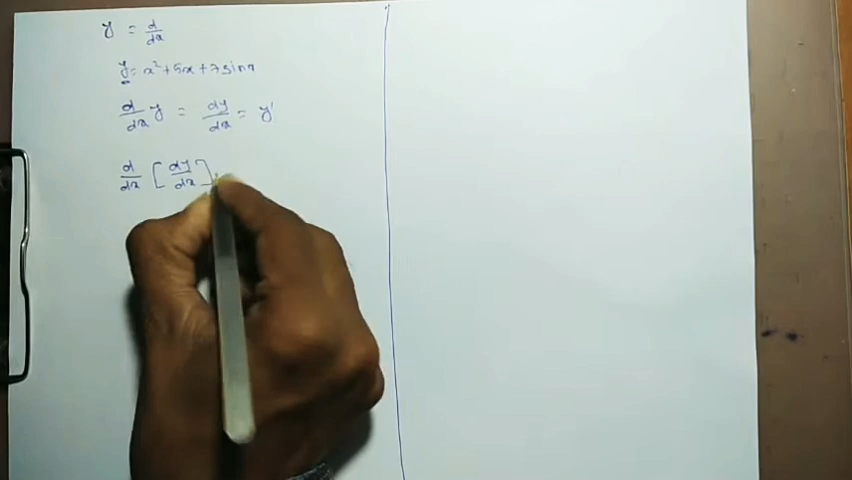 y = d/dx
y = x² + 5x + 7 sin x
d/dx y = dy/dx = y'
d/dx [dy/dx]